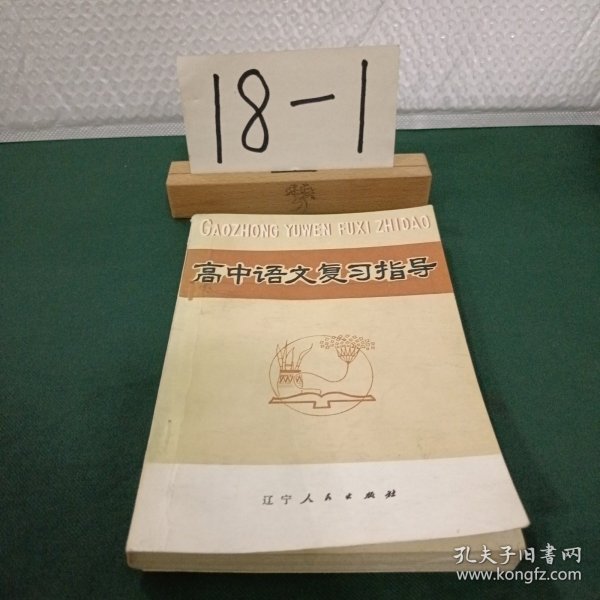 18-1
GAOZHONG YUWEN FUXI ZHIDAO
高中语文复习指导
辽宁人民出版社
孔夫子旧書网
www.kongfz.com